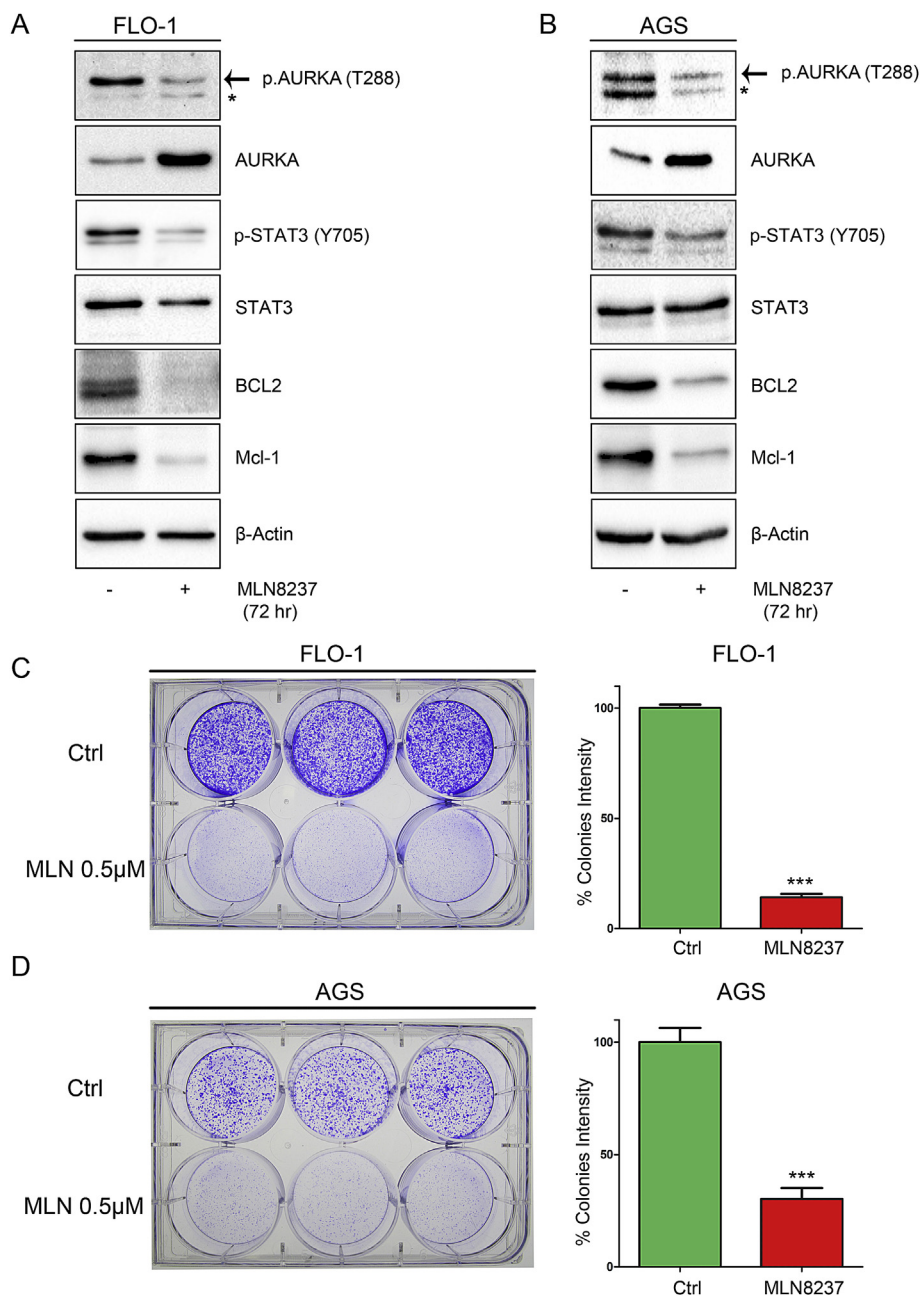 A
FLO-1
p.AURKA (T288)
*
AURKA
p-STAT3 (Y705)
STAT3
BCL2
Mcl-1
β-Actin
- + MLN8237
(72 hr)
B
AGS
p.AURKA (T288)
*
AURKA
p-STAT3 (Y705)
STAT3
BCL2
Mcl-1
β-Actin
- + MLN8237
(72 hr)
C
FLO-1
Ctrl
MLN 0.5μM
FLO-1
% Colonies Intensity
100
50
0
***
Ctrl MLN8237
D
AGS
Ctrl
MLN 0.5μM
AGS
% Colonies Intensity
100
50
0
***
Ctrl MLN8237